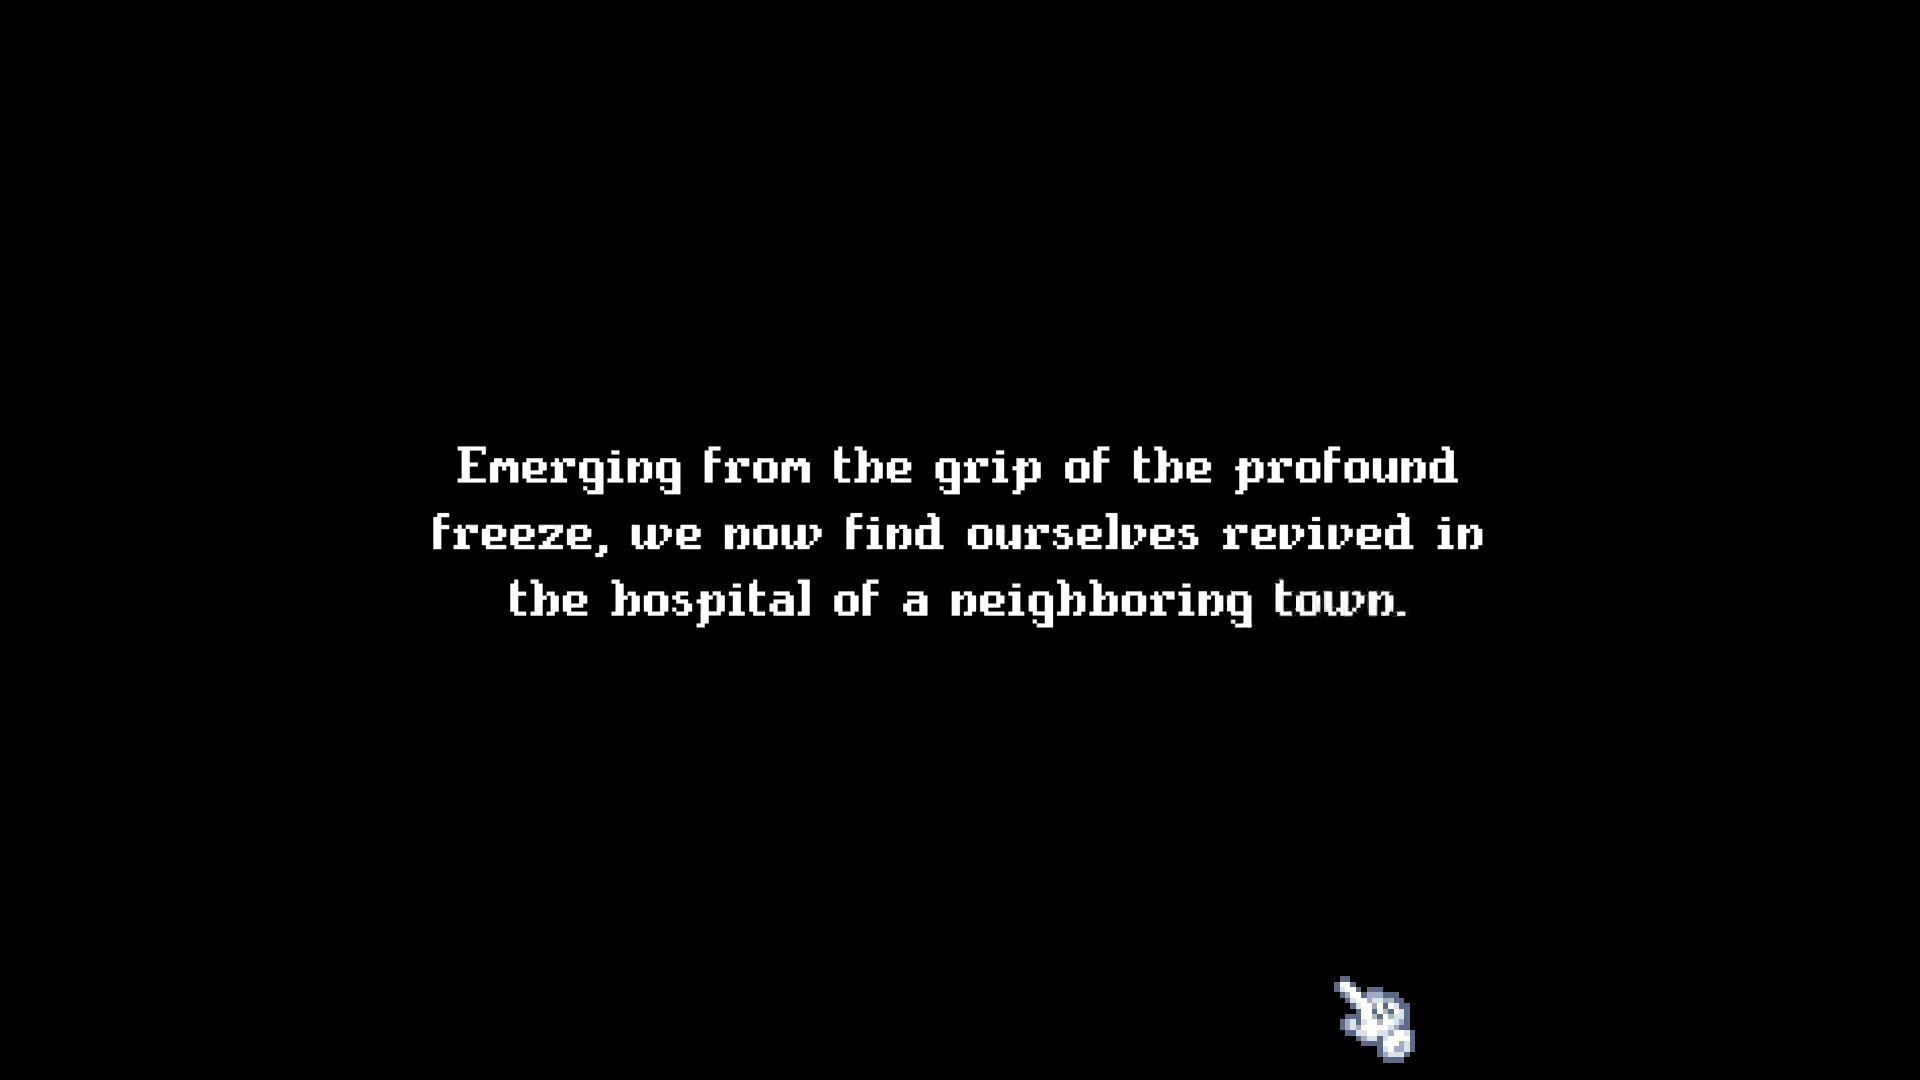 Emerging from the grip of the profound
freeze, we now find ourselves revived in
the hospital of a neighboring town.